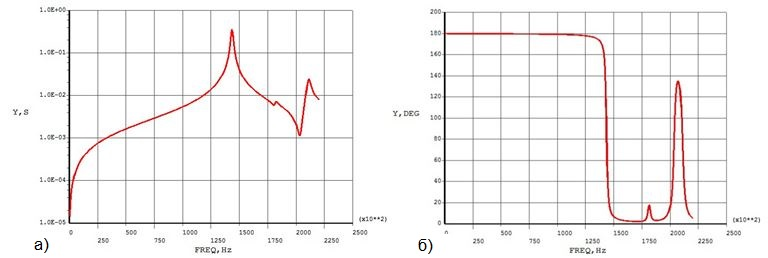 1.0E+01
1.0E+00
1.0E-01
Y,S
1.0E-02
1.0E-03
1.0E-04
1.0E-05
0 500 1000 1500 2000 2500
250 750 1250 1750 2250
(x10**2)
FREQ,Hz
а)
200
180
160
140
120
Y,DEG
100
80
60
40
20
0
0 500 1000 1500 2000 2500
250 750 1250 1750 2250
(x10**2)
FREQ,Hz
б)